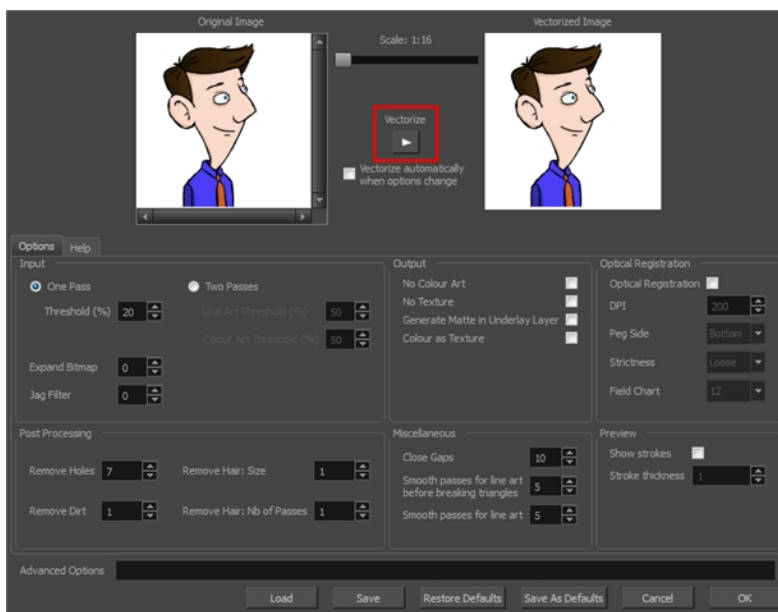 Original Image
Scale: 1:16
Vectorized Image
Vectorize
Vectorize automatically
when options change
Options
Help
Input
One Pass
Two Passes
Threshold (%) 20
Line Art Threshold (%) 50
Colour Art Threshold (%) 50
Expand Bitmap 0
Jag Filter 0
Output
No Colour Art
No Texture
Generate Matte in Underlay Layer
Colour as Texture
Optical Registration
Optical Registration
DPI 200
Peg Side Bottom
Strictness Loose
Field Chart 12
Post Processing
Remove Holes 7
Remove Hair: Size 1
Remove Dirt 1
Remove Hair: Nb of Passes 1
Miscellaneous
Close Gaps 10
Smooth passes for line art
before breaking triangles 5
Smooth passes for line art 5
Preview
Show strokes
Stroke thickness 1
Advanced Options
Load
Save
Restore Defaults
Save As Defaults
Cancel
OK